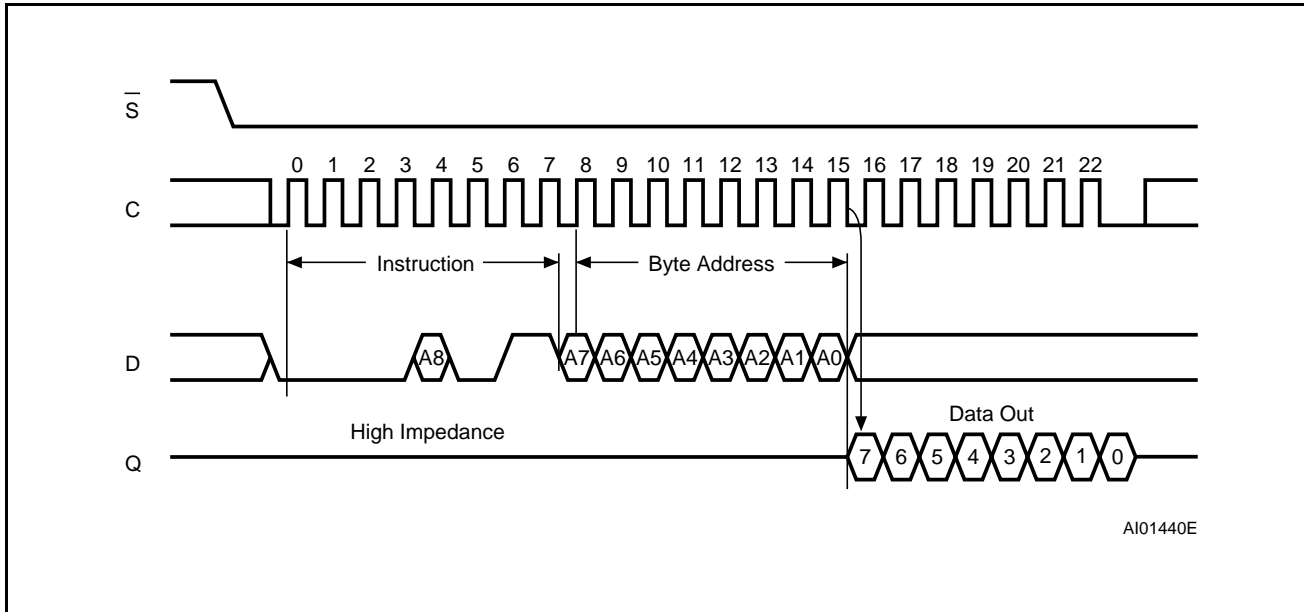 S̅
0 1 2 3 4 5 6 7 8 9 10 11 12 13 14 15 16 17 18 19 20 21 22
C
Instruction Byte Address
D
A8 A7 A6 A5 A4 A3 A2 A1 A0
High Impedance Data Out
Q
7 6 5 4 3 2 1 0
AI01440E